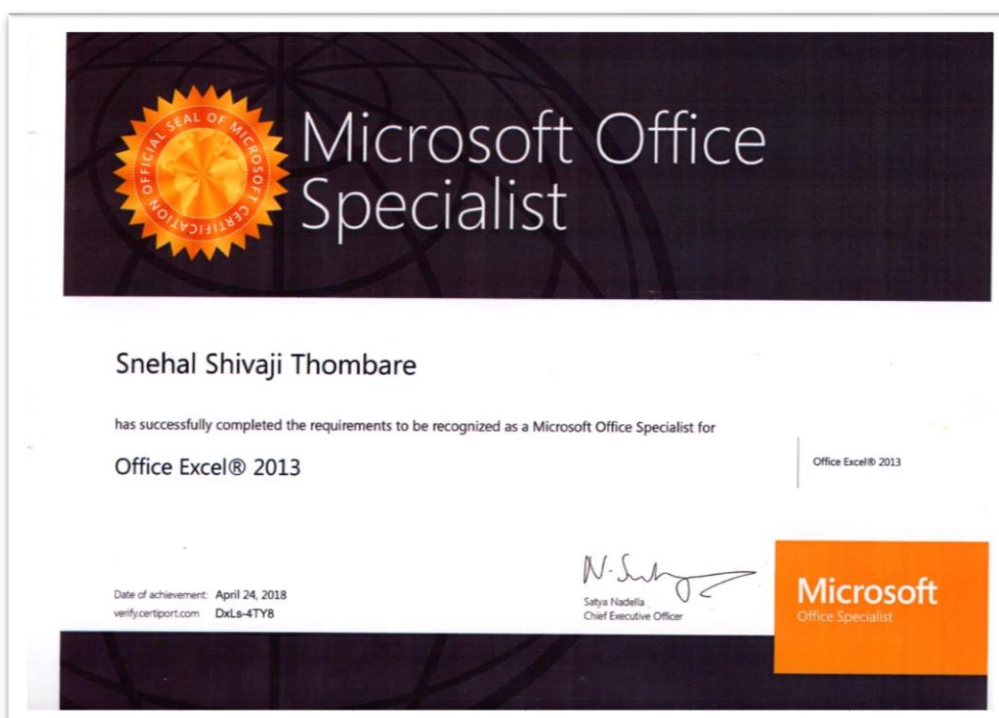 OFFICIAL SEAL OF MICROSOFT CERTIFICATION
Microsoft Office
Specialist
Snehal Shivaji Thombare
has successfully completed the requirements to be recognized as a Microsoft Office Specialist for
Office Excel® 2013
Office Excel® 2013
Date of achievement: April 24, 2018
verify.certiport.com DxLs-4TY8
N. Satya
Satya Nadella
Chief Executive Officer
Microsoft
Office Specialist